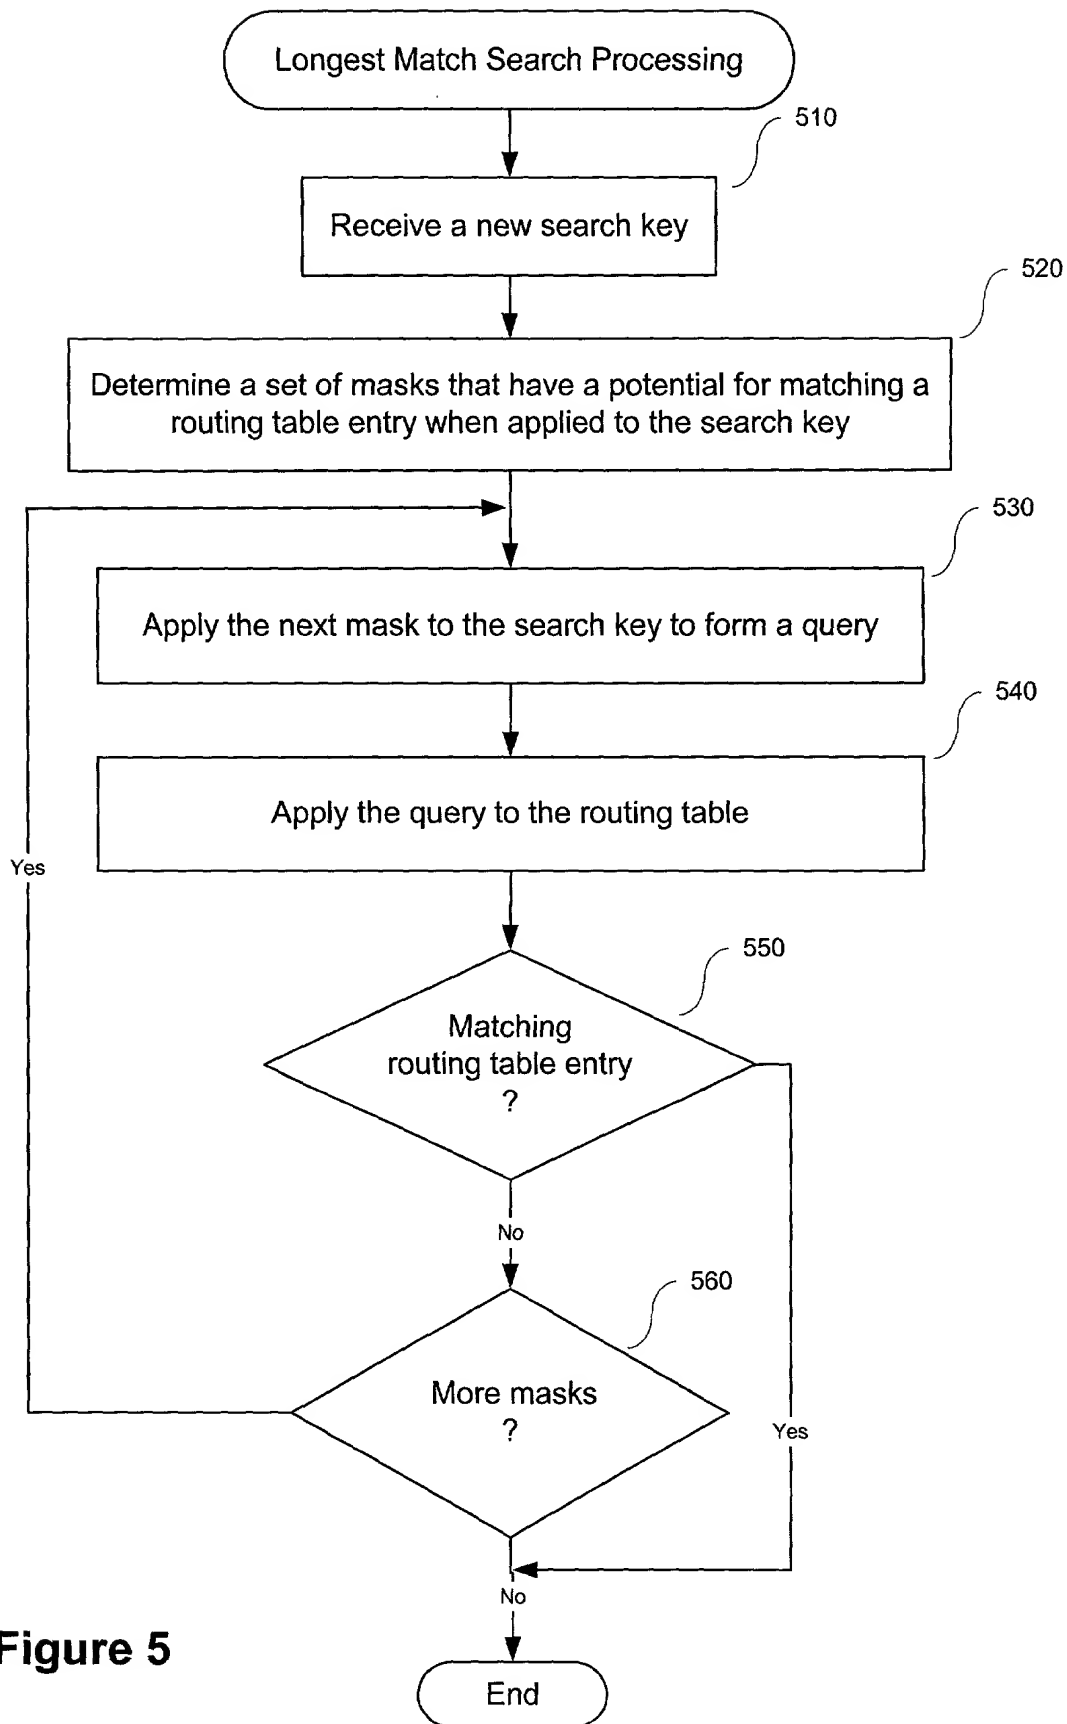 Longest Match Search Processing
510
Receive a new search key
520
Determine a set of masks that have a potential for matching a
routing table entry when applied to the search key
530
Apply the next mask to the search key to form a query
540
Apply the query to the routing table
Yes
550
Matching
routing table entry
?
No
560
More masks
?
Yes
No
Figure 5
End